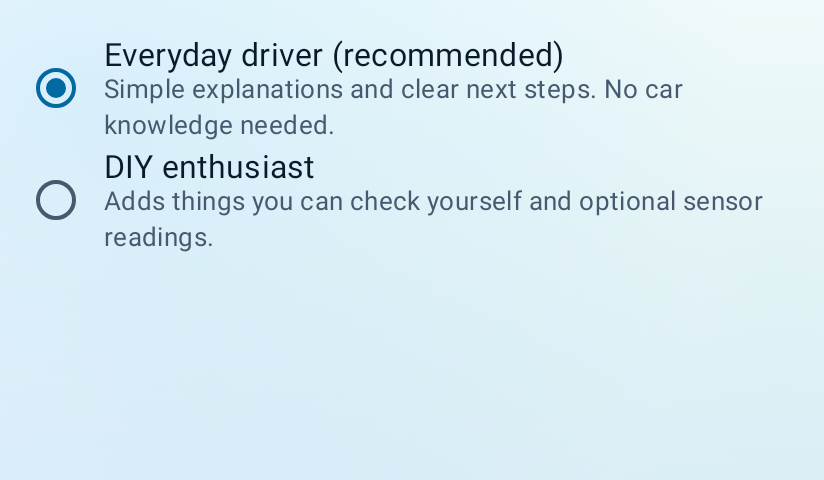 Everyday driver (recommended)
Simple explanations and clear next steps. No car
knowledge needed.
DIY enthusiast
Adds things you can check yourself and optional sensor
readings.